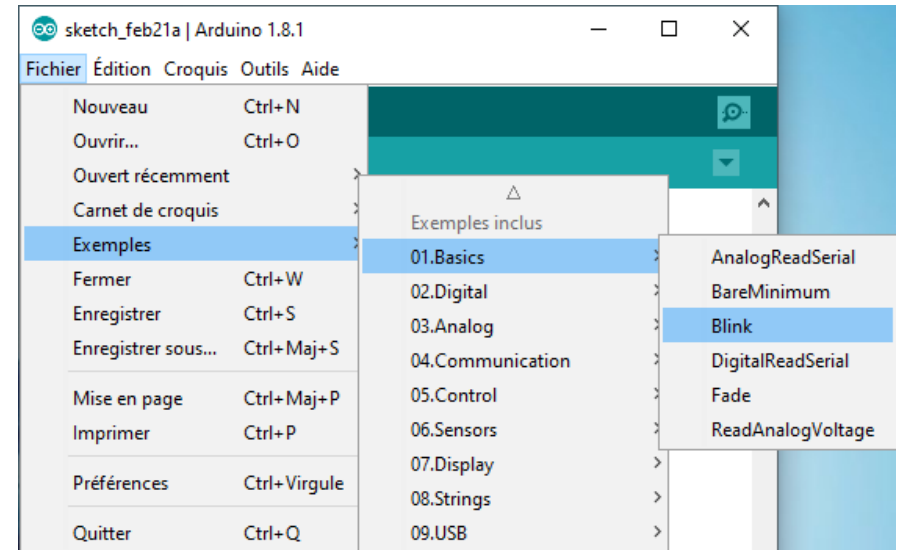 sketch_feb21a | Arduino 1.8.1
Fichier Édition Croquis Outils Aide
Nouveau Ctrl+N
Ouvrir... Ctrl+O
Ouvert récemment
Carnet de croquis
Exemples
Fermer Ctrl+W
Enregistrer Ctrl+S
Enregistrer sous... Ctrl+Maj+S
Mise en page Ctrl+Maj+P
Imprimer Ctrl+P
Préférences Ctrl+Virgule
Quitter Ctrl+Q
Exemples inclus
01.Basics
02.Digital
03.Analog
04.Communication
05.Control
06.Sensors
07.Display
08.Strings
09.USB
AnalogReadSerial
BareMinimum
Blink
DigitalReadSerial
Fade
ReadAnalogVoltage